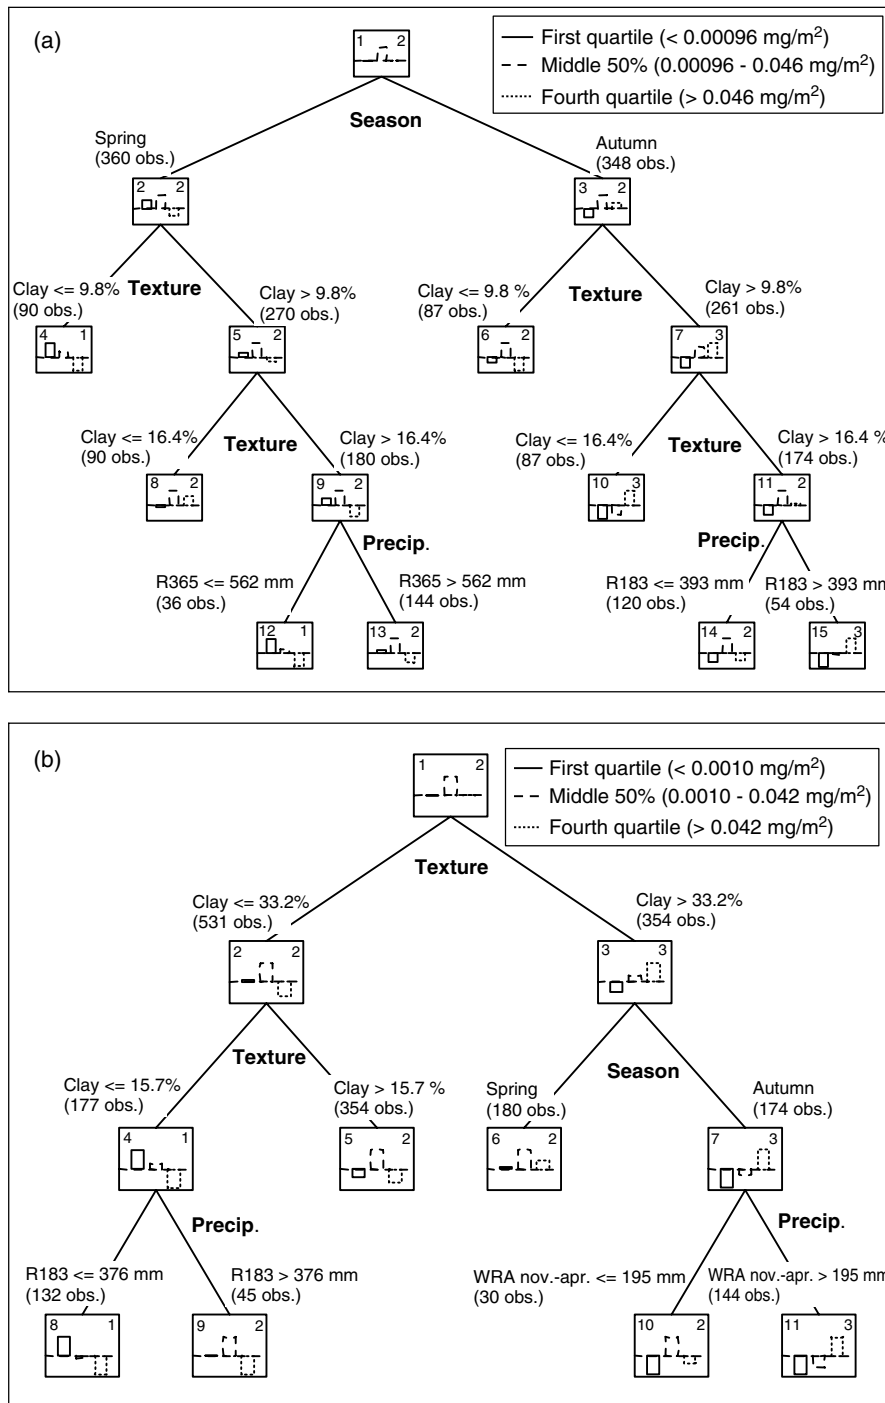 (a)
First quartile (< 0.00096 mg/m²)
Middle 50% (0.00096 - 0.046 mg/m²)
Fourth quartile (> 0.046 mg/m²)
1 2
Season
Spring
(360 obs.)
Autumn
(348 obs.)
2 2
3 2
Clay <= 9.8%
(90 obs.)
Texture
Clay > 9.8%
(270 obs.)
Clay <= 9.8 %
(87 obs.)
Texture
Clay > 9.8%
(261 obs.)
4 1
5 2
6 2
7 3
Clay <= 16.4%
(90 obs.)
Texture
Clay > 16.4%
(180 obs.)
Clay <= 16.4%
(87 obs.)
Texture
Clay > 16.4 %
(174 obs.)
8 2
9 2
10 3
11 2
Precip.
Precip.
R365 <= 562 mm
(36 obs.)
R365 > 562 mm
(144 obs.)
R183 <= 393 mm
(120 obs.)
R183 > 393 mm
(54 obs.)
12 1
13 2
14 2
15 3
(b)
First quartile (< 0.0010 mg/m²)
Middle 50% (0.0010 - 0.042 mg/m²)
Fourth quartile (> 0.042 mg/m²)
1 2
Texture
Clay <= 33.2%
(531 obs.)
Clay > 33.2%
(354 obs.)
2 2
3 3
Texture
Season
Clay <= 15.7%
(177 obs.)
Clay > 15.7 %
(354 obs.)
Spring
(180 obs.)
Autumn
(174 obs.)
4 1
5 2
6 2
7 3
Precip.
Precip.
R183 <= 376 mm
(132 obs.)
R183 > 376 mm
(45 obs.)
WRA nov.-apr. <= 195 mm
(30 obs.)
WRA nov.-apr. > 195 mm
(144 obs.)
8 1
9 2
10 2
11 3